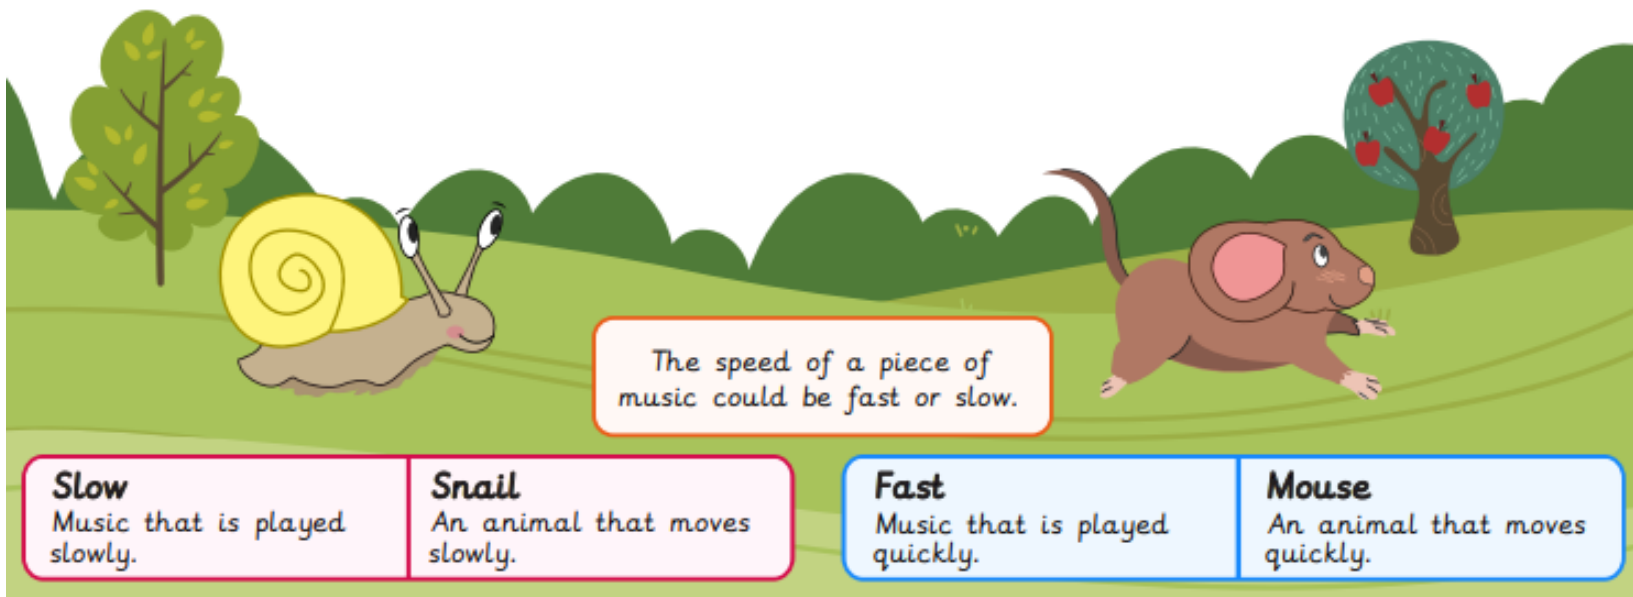 The speed of a piece of
music could be fast or slow.
Slow
Music that is played
slowly.
Snail
An animal that moves
slowly.
Fast
Music that is played
quickly.
Mouse
An animal that moves
quickly.